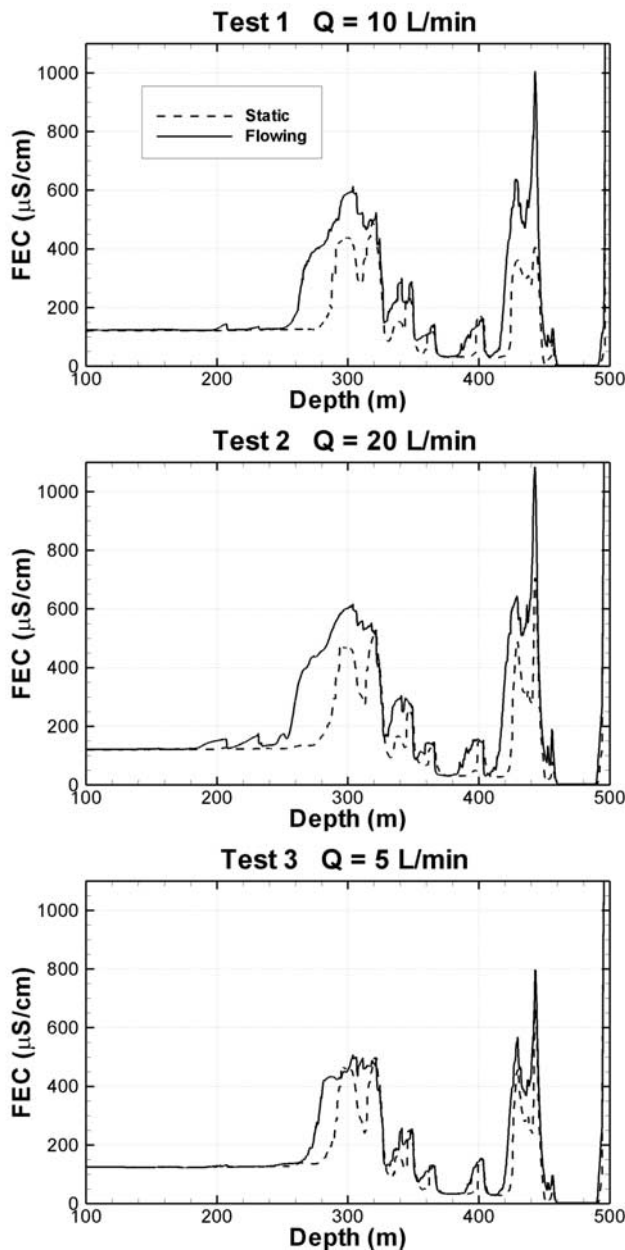 Test 1 Q = 10 L/min
1000
800
600
400
200
0
FEC (µS/cm)
Static
Flowing
100 200 300 400 500
Depth (m)
Test 2 Q = 20 L/min
1000
800
600
400
200
0
FEC (µS/cm)
100 200 300 400 500
Depth (m)
Test 3 Q = 5 L/min
1000
800
600
400
200
0
FEC (µS/cm)
100 200 300 400 500
Depth (m)